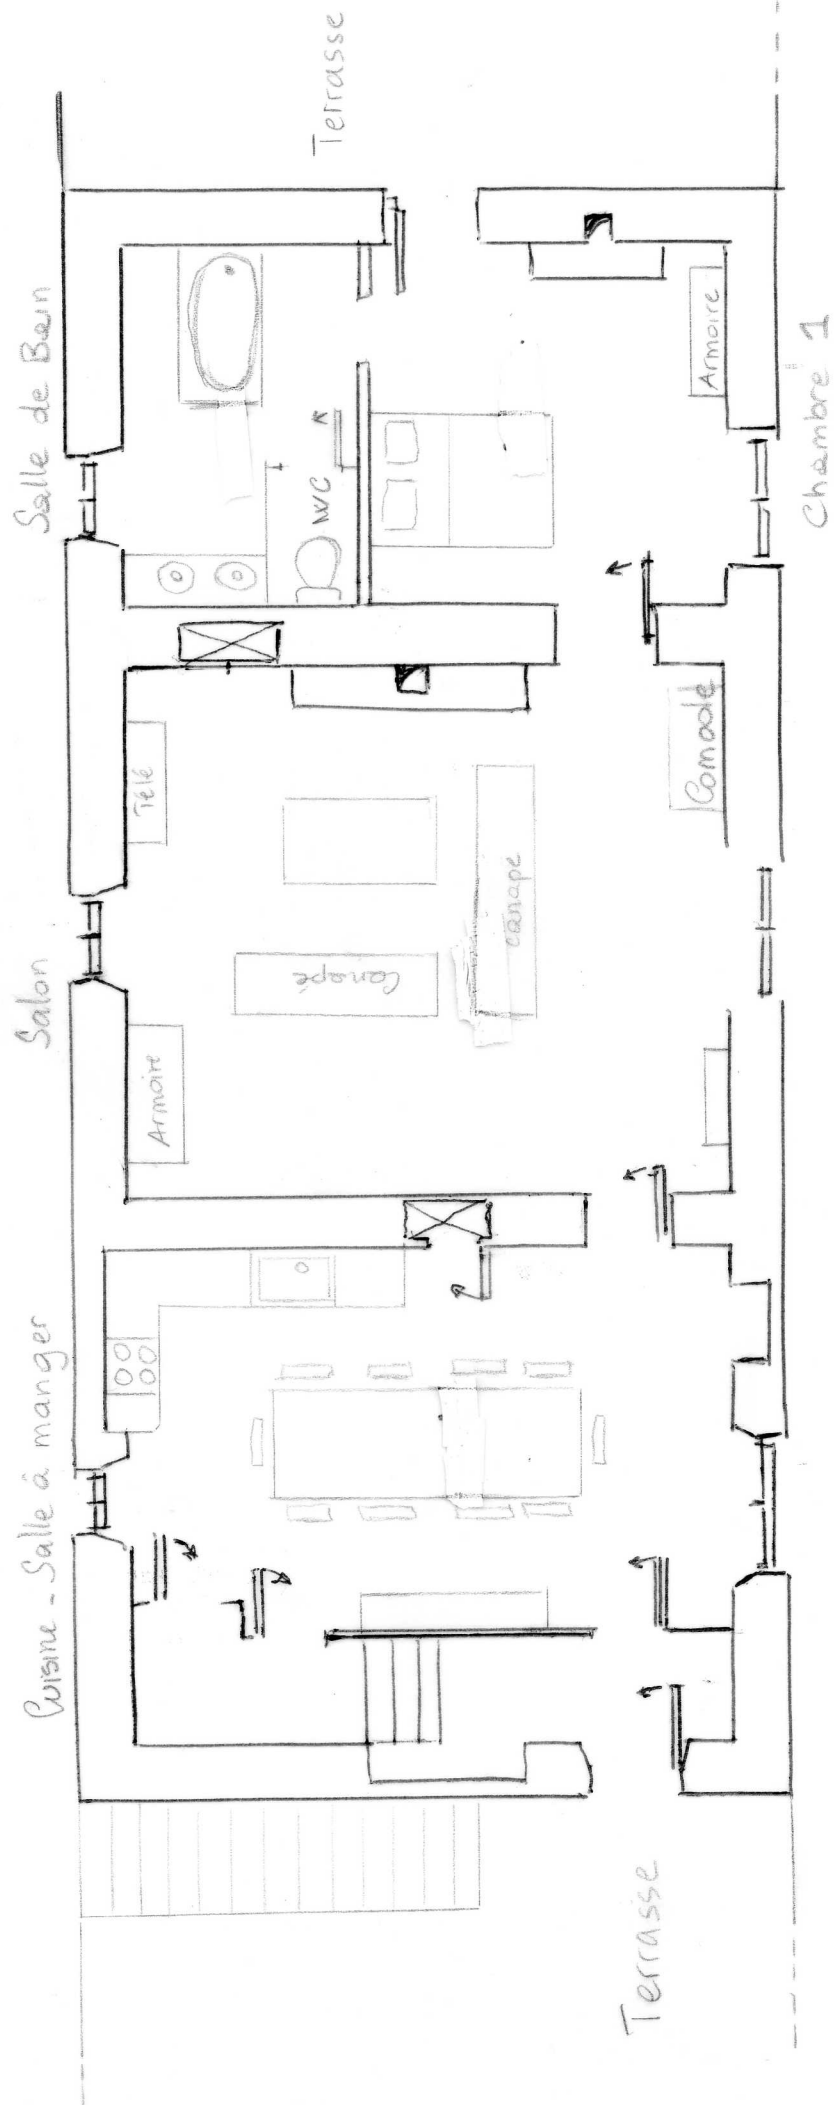 Cuisine - Salle à manger
Salon
Salle de Bain
Terrasse
Télé
Armoire
Canapé
canapé
WC
Armoire
Comode
Chambre 1
Terrasse